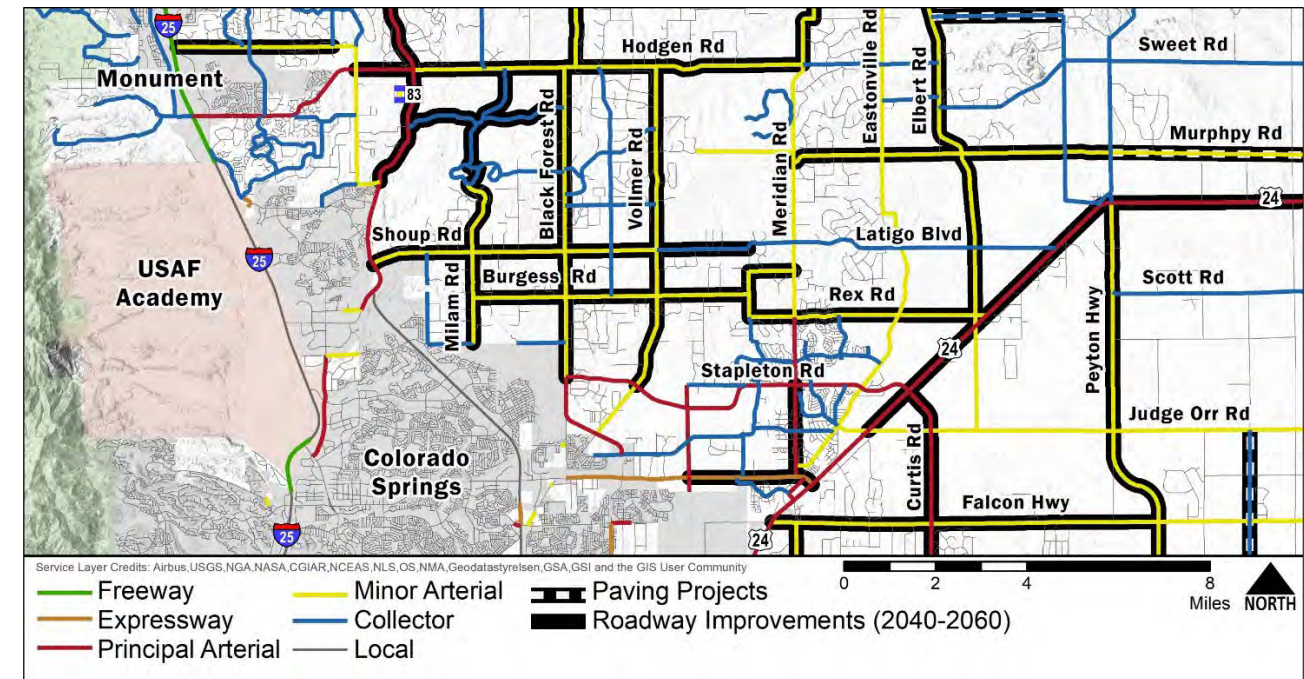 25
Hodgen Rd
Sweet Rd
Monument
83
Eastonville Rd
Elbert Rd
Black Forest Rd
Vollmer Rd
Meridian Rd
Murphpy Rd
24
Shoup Rd
Latigo Blvd
25
USAF
Academy
Burgess Rd
Rex Rd
Scott Rd
Milam Rd
Peyton Hwy
24
Stapleton Rd
Judge Orr Rd
Colorado
Springs
Curtis Rd
Falcon Hwy
25
24
Service Layer Credits: Airbus,USGS,NGA,NASA,CGIAR,NCEAS,NLS,OS,NMA,Geodatastyrelsen,GSA,GSI and the GIS User Community
Freeway
Expressway
Principal Arterial
Minor Arterial
Collector
Local
Paving Projects
Roadway Improvements (2040-2060)
0 2 4 8
Miles
NORTH